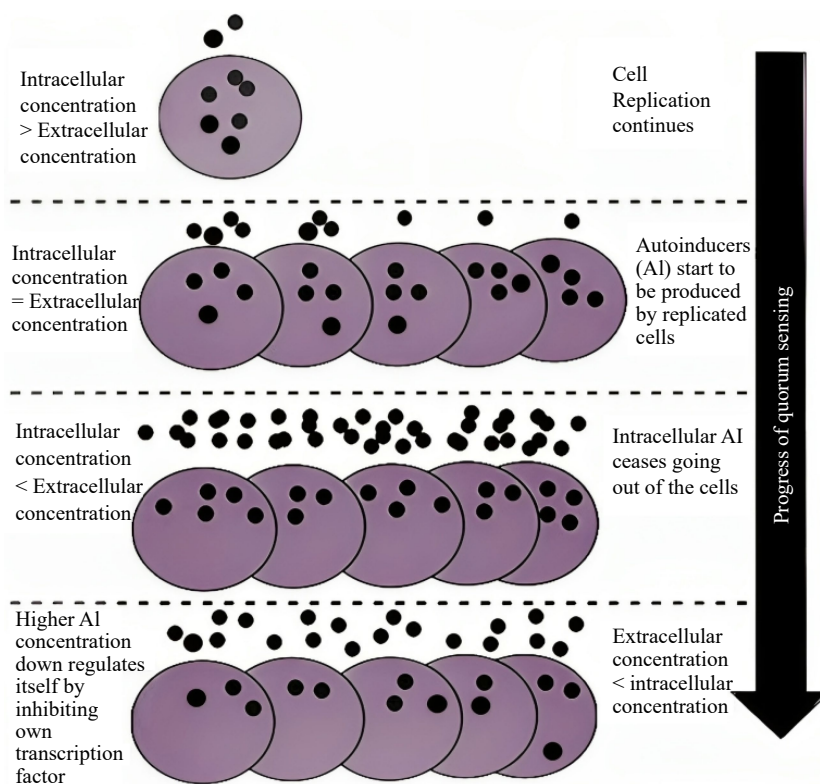 Intracellular
concentration
> Extracellular
concentration
Cell
Replication
continues
Intracellular
concentration
= Extracellular
concentration
Autoinducers
(Al) start to
be produced
by replicated
cells
Intracellular
concentration
< Extracellular
concentration
Intracellular AI
ceases going
out of the cells
Higher Al
concentration
down regulates
itself by
inhibiting
own
transcription
factor
Extracellular
concentration
< intracellular
concentration
Progress of quorum sensing